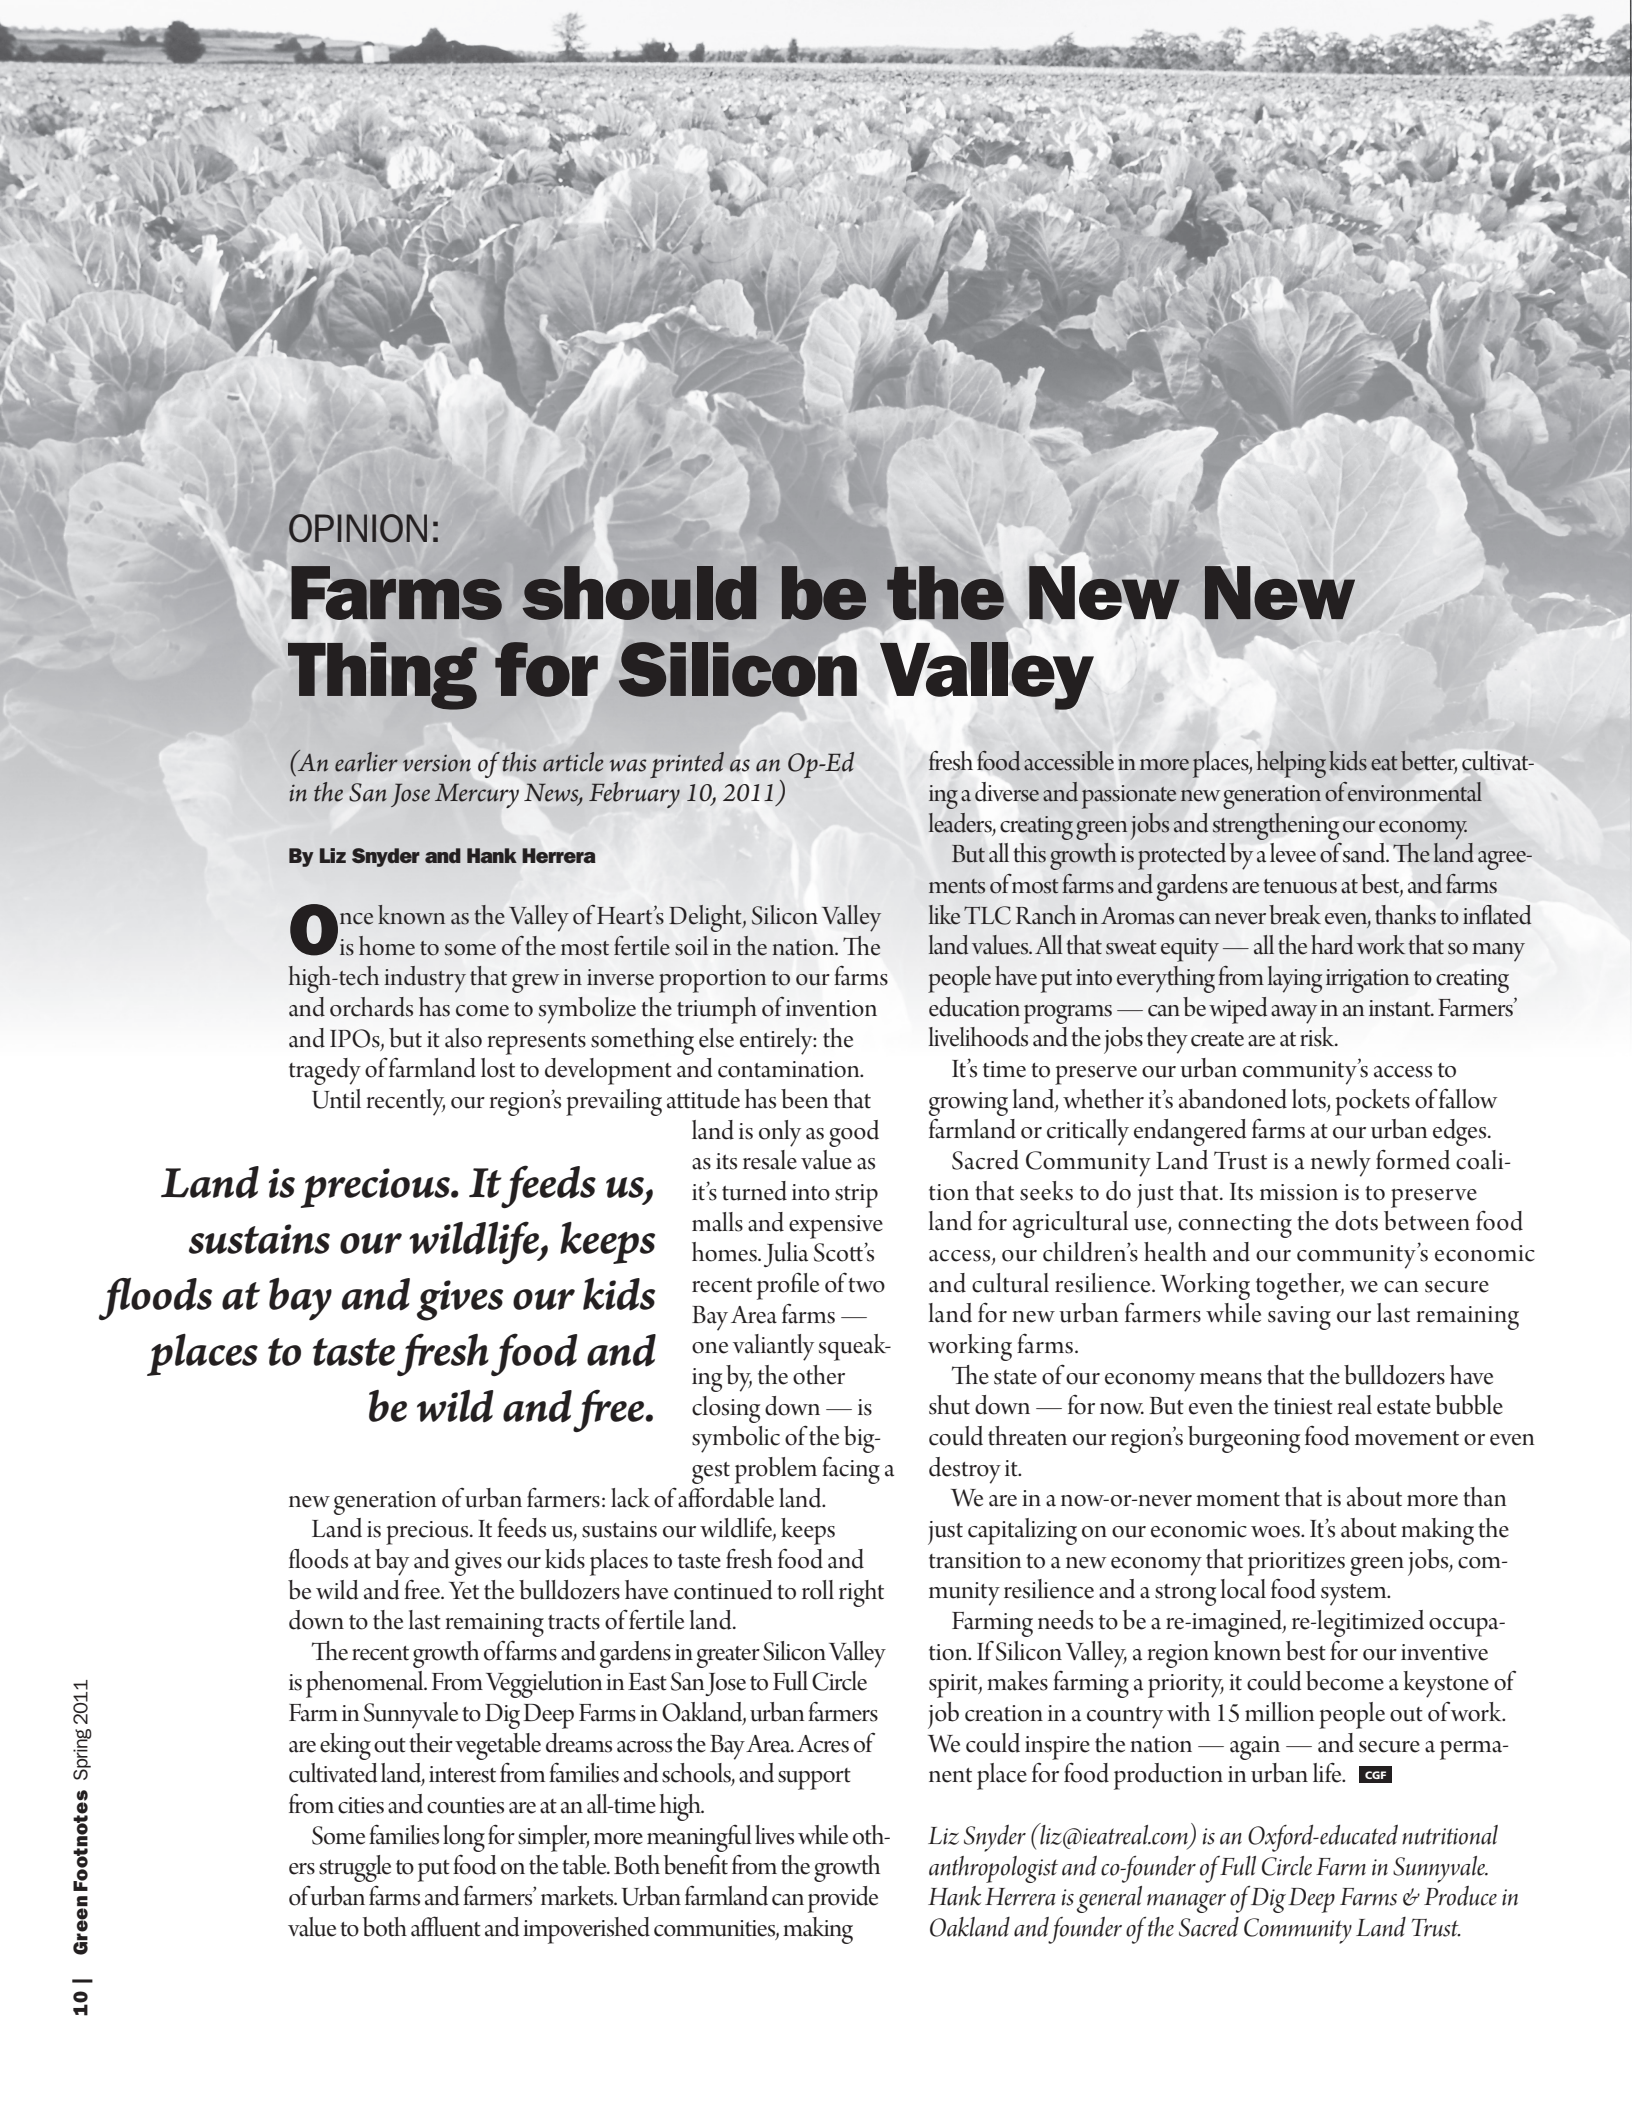 OPINION:
Farms should be the New New
Thing for Silicon Valley
(An earlier version of this article was printed as an Op-Ed
in the San Jose Mercury News, February 10, 2011)
By Liz Snyder and Hank Herrera
Once known as the Valley of Heart's Delight, Silicon Valley
is home to some of the most fertile soil in the nation. The
high-tech industry that grew in inverse proportion to our farms
and orchards has come to symbolize the triumph of invention
and IPOs, but it also represents something else entirely: the
tragedy of farmland lost to development and contamination.
Until recently, our region's prevailing attitude has been that
land is only as good
as its resale value as
it's turned into strip
malls and expensive
homes. Julia Scott's
recent profile of two
Bay Area farms —
one valiantly squeak-
ing by, the other
closing down — is
symbolic of the big-
gest problem facing a
new generation of urban farmers: lack of affordable land.
Land is precious. It feeds us, sustains our wildlife, keeps
floods at bay and gives our kids places to taste fresh food and
be wild and free. Yet the bulldozers have continued to roll right
down to the last remaining tracts of fertile land.
The recent growth of farms and gardens in greater Silicon Valley
is phenomenal. From Veggielution in East San Jose to Full Circle
Farm in Sunnyvale to Dig Deep Farms in Oakland, urban farmers
are eking out their vegetable dreams across the Bay Area. Acres of
cultivated land, interest from families and schools, and support
from cities and counties are at an all-time high.
Some families long for simpler, more meaningful lives while oth-
ers struggle to put food on the table. Both benefit from the growth
of urban farms and farmers' markets. Urban farmland can provide
value to both affluent and impoverished communities, making
Land is precious. It feeds us,
sustains our wildlife, keeps
floods at bay and gives our kids
places to taste fresh food and
be wild and free.
fresh food accessible in more places, helping kids eat better, cultivat-
ing a diverse and passionate new generation of environmental
leaders, creating green jobs and strengthening our economy.
But all this growth is protected by a levee of sand. The land agree-
ments of most farms and gardens are tenuous at best, and farms
like TLC Ranch in Aromas can never break even, thanks to inflated
land values. All that sweat equity — all the hard work that so many
people have put into everything from laying irrigation to creating
education programs — can be wiped away in an instant. Farmers'
livelihoods and the jobs they create are at risk.
It's time to preserve our urban community's access to
growing land, whether it's abandoned lots, pockets of fallow
farmland or critically endangered farms at our urban edges.
Sacred Community Land Trust is a newly formed coali-
tion that seeks to do just that. Its mission is to preserve
land for agricultural use, connecting the dots between food
access, our children's health and our community's economic
and cultural resilience. Working together, we can secure
land for new urban farmers while saving our last remaining
working farms.
The state of our economy means that the bulldozers have
shut down — for now. But even the tiniest real estate bubble
could threaten our region's burgeoning food movement or even
destroy it.
We are in a now-or-never moment that is about more than
just capitalizing on our economic woes. It's about making the
transition to a new economy that prioritizes green jobs, com-
munity resilience and a strong local food system.
Farming needs to be a re-imagined, re-legitimized occupa-
tion. If Silicon Valley, a region known best for our inventive
spirit, makes farming a priority, it could become a keystone of
job creation in a country with 15 million people out of work.
We could inspire the nation — again — and secure a perma-
nent place for food production in urban life. CGF
Liz Snyder (liz@ieatreal.com) is an Oxford-educated nutritional
anthropologist and co-founder of Full Circle Farm in Sunnyvale.
Hank Herrera is general manager of Dig Deep Farms & Produce in
Oakland and founder of the Sacred Community Land Trust.
10 | Green Footnotes Spring 2011